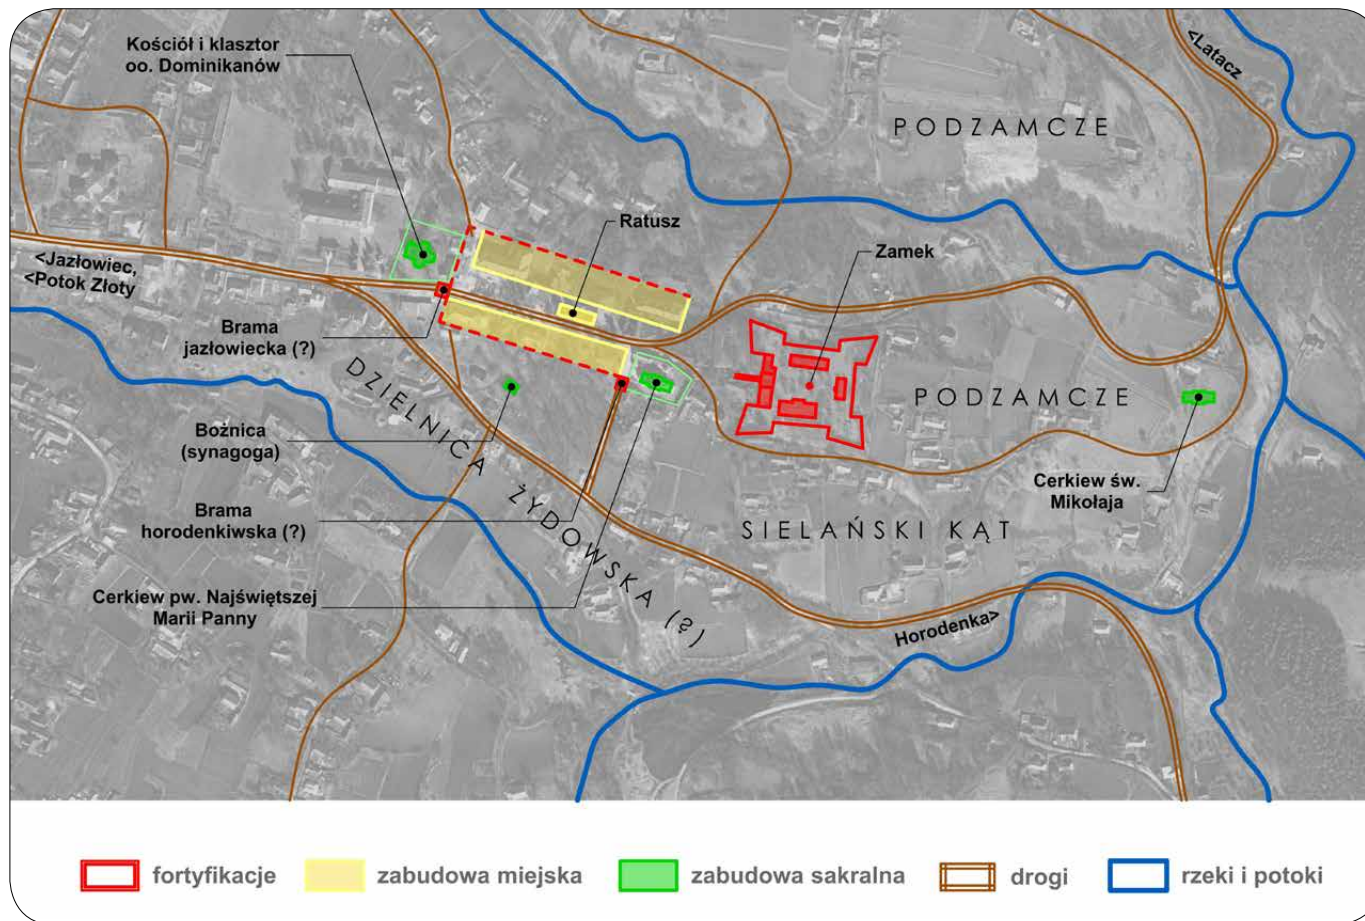 Kościół i klasztor
oo. Dominikanów
<Latacz
PODZAMCZE
Ratusz
Zamek
<Jazłowiec,
<Potok Złoty
Brama
jazłowiecka (?)
DZIELNICA ŻYDOWSKA (?)
PODZAMCZE
Bożnica
(synagoga)
Cerkiew św.
Mikołaja
Brama
horodenkiwska (?)
SIELAŃSKI KĄT
Cerkiew pw. Najświętszej
Marii Panny
Horodenka>
fortyfikacje
zabudowa miejska
zabudowa sakralna
drogi
rzeki i potoki